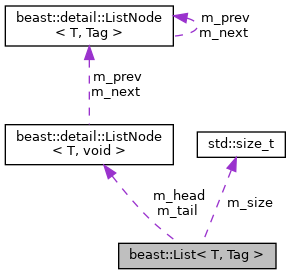 beast::detail::ListNode
< T, Tag >
m_prev
m_next
m_prev
m_next
beast::detail::ListNode
< T, void >
std::size_t
m_head
m_tail
m_size
beast::List< T, Tag >